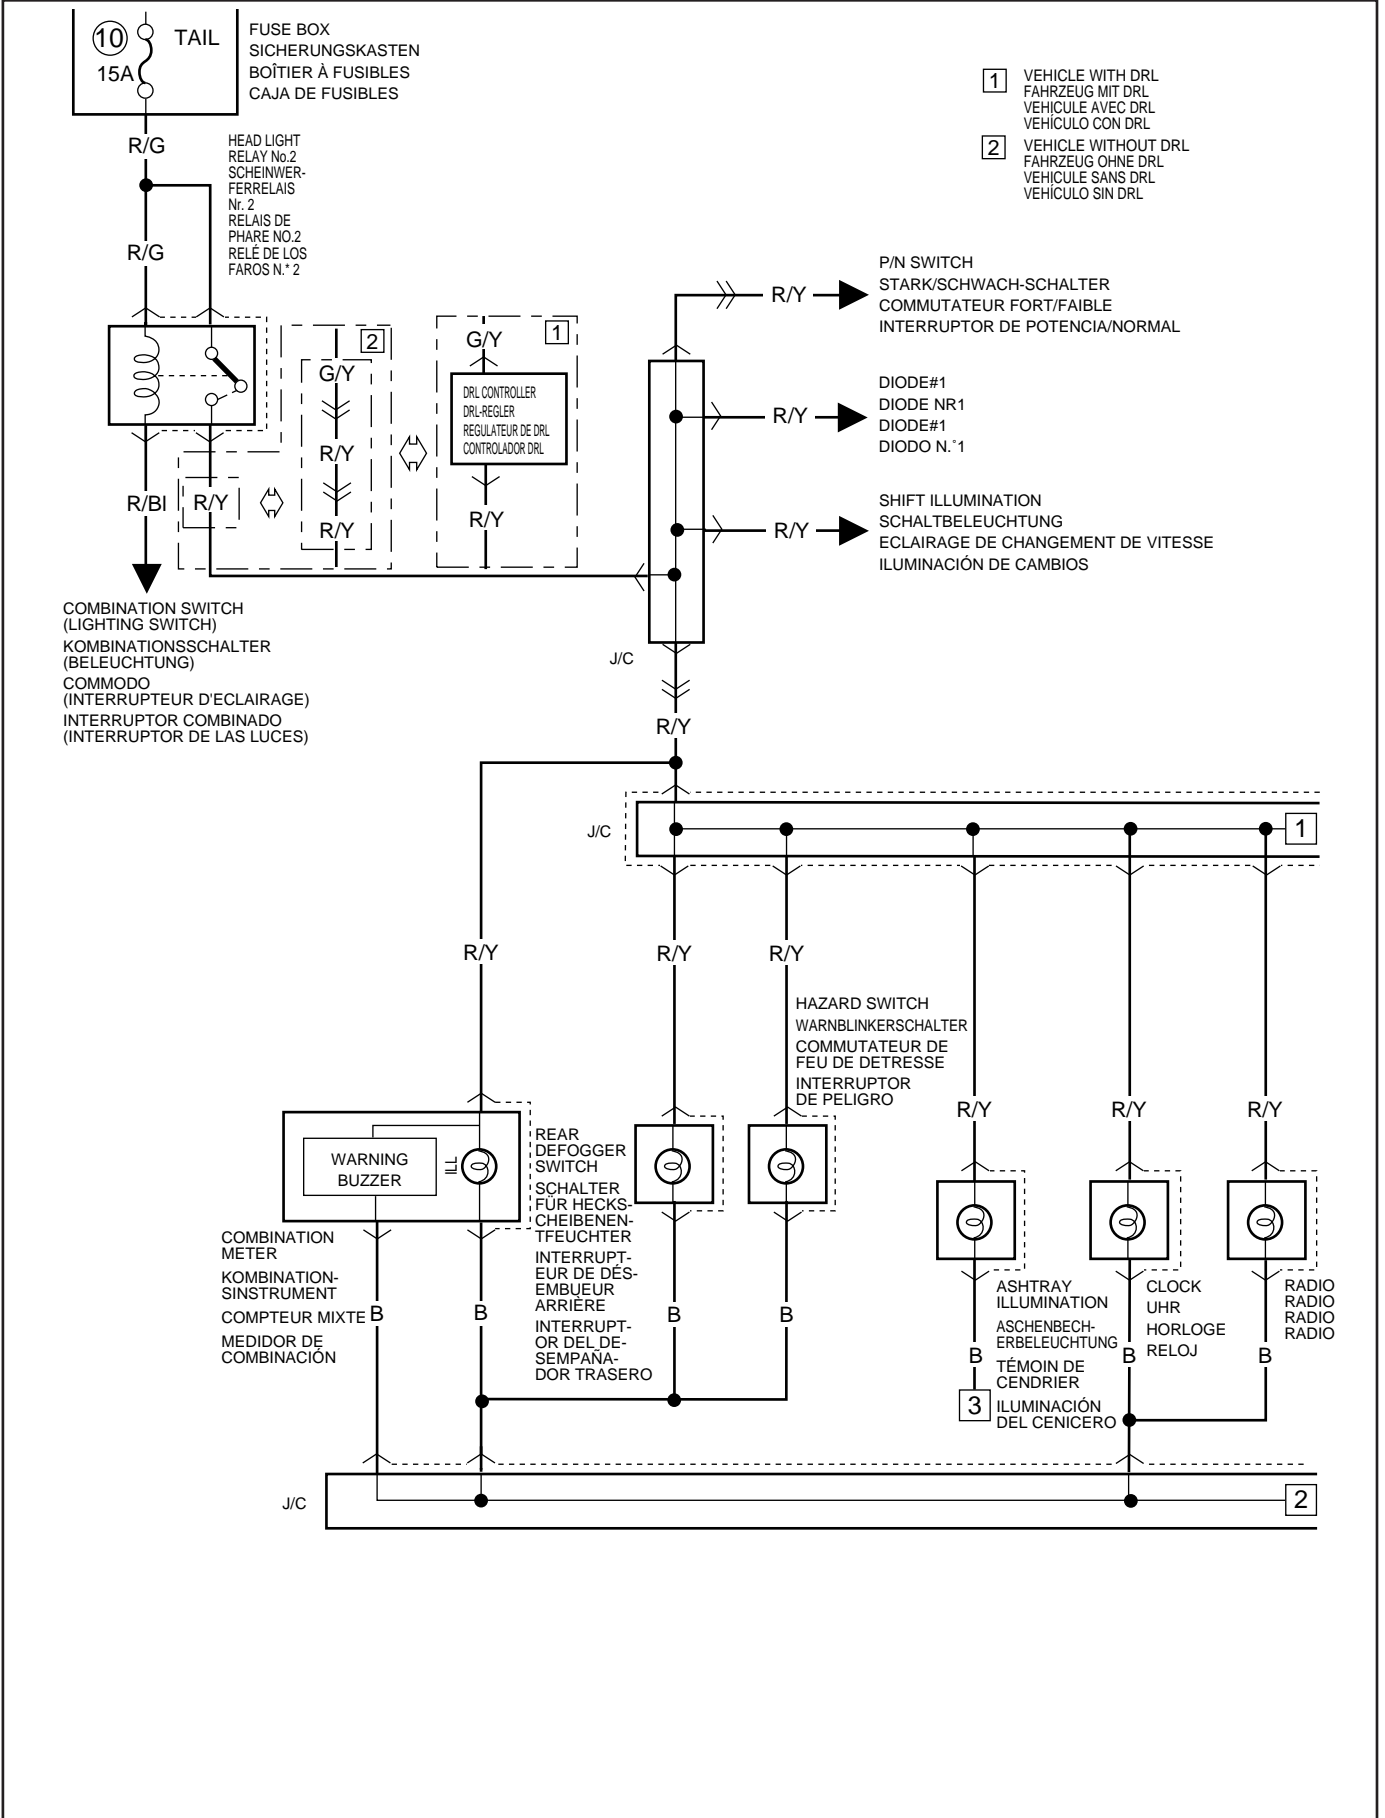 10
TAIL
15A
FUSE BOX
SICHERUNGSKASTEN
BOÎTIER À FUSIBLES
CAJA DE FUSIBLES
1
VEHICLE WITH DRL
FAHRZEUG MIT DRL
VEHICULE AVEC DRL
VEHÍCULO CON DRL
2
VEHICLE WITHOUT DRL
FAHRZEUG OHNE DRL
VEHICULE SANS DRL
VEHÍCULO SIN DRL
R/G
HEAD LIGHT
RELAY No.2
SCHEINWER-
FERRELAIS
Nr. 2
RELAIS DE
PHARE NO.2
RELÉ DE LOS
FAROS N.* 2
R/G
P/N SWITCH
STARK/SCHWACH-SCHALTER
COMMUTATEUR FORT/FAIBLE
INTERRUPTOR DE POTENCIA/NORMAL
R/Y
2
G/Y
R/Y
R/Y
1
G/Y
DRL CONTROLLER
DRL-REGLER
REGULATEUR DE DRL
CONTROLADOR DRL
R/Y
DIODE#1
DIODE NR1
DIODE#1
DIODO N.˚1
R/Y
R/Bl
R/Y
SHIFT ILLUMINATION
SCHALTBELEUCHTUNG
ECLAIRAGE DE CHANGEMENT DE VITESSE
ILUMINACIÓN DE CAMBIOS
R/Y
COMBINATION SWITCH
(LIGHTING SWITCH)
KOMBINATIONSSCHALTER
(BELEUCHTUNG)
COMMODO
(INTERRUPTEUR D'ECLAIRAGE)
INTERRUPTOR COMBINADO
(INTERRUPTOR DE LAS LUCES)
J/C
R/Y
J/C
1
R/Y
R/Y
R/Y
HAZARD SWITCH
WARNBLINKERSCHALTER
COMMUTATEUR DE
FEU DE DETRESSE
INTERRUPTOR
DE PELIGRO
R/Y
R/Y
R/Y
WARNING
BUZZER
ILL
REAR
DEFOGGER
SWITCH
SCHALTER
FÜR HECKS-
CHEIBENEN-
TFEUCHTER
INTERRUPT-
EUR DE DÉS-
EMBUEUR
ARRIÈRE
INTERRUPT-
OR DEL DE-
SEMPAÑA-
DOR TRASERO
COMBINATION
METER
KOMBINATION-
SINSTRUMENT
COMPTEUR MIXTE
MEDIDOR DE
COMBINACIÓN
B
B
B
B
ASHTRAY
ILLUMINATION
ASCHENBECH-
ERBELEUCHTUNG
TÉMOIN DE
CENDRIER
ILUMINACIÓN
DEL CENICERO
CLOCK
UHR
HORLOGE
RELOJ
RADIO
RADIO
RADIO
RADIO
B
B
B
3
J/C
2